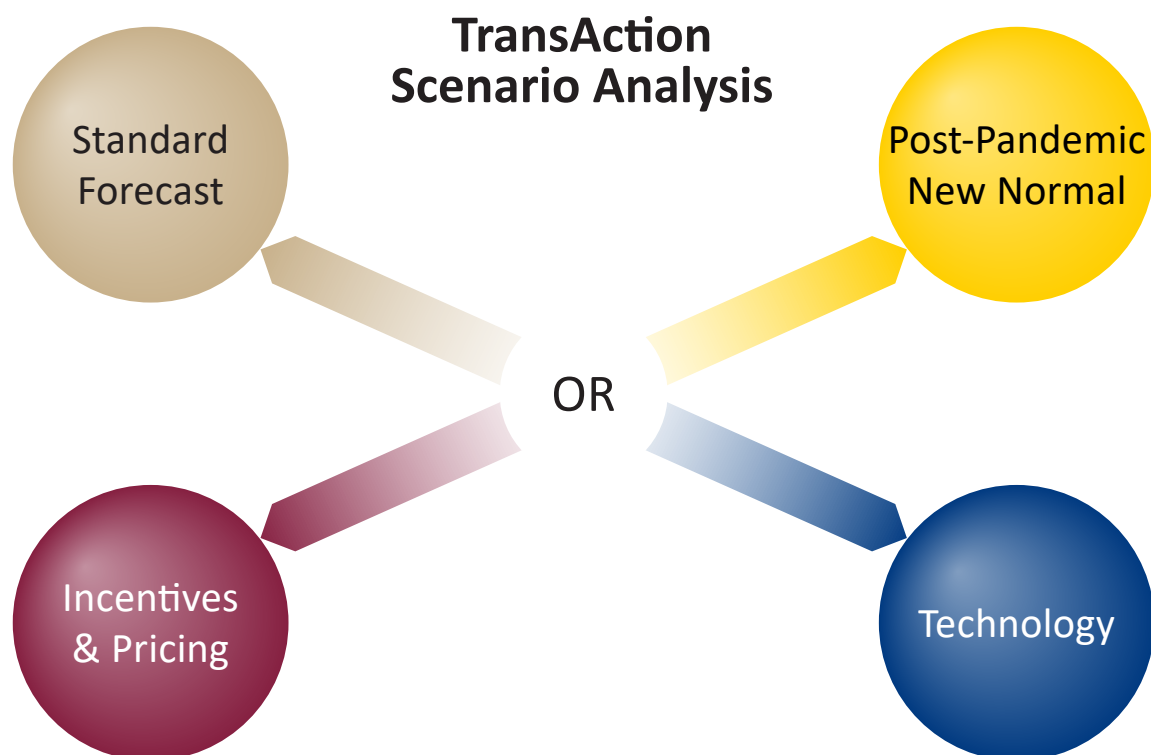 TransAction
Scenario Analysis
Standard
Forecast
Post-Pandemic
New Normal
OR
Incentives
& Pricing
Technology